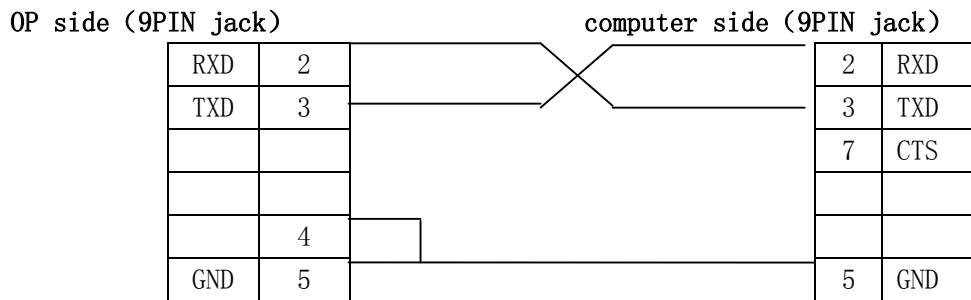 OP side（9PIN jack） computer side（9PIN jack）
RXD 2 2 RXD
TXD 3 3 TXD
7 CTS
4
GND 5 5 GND